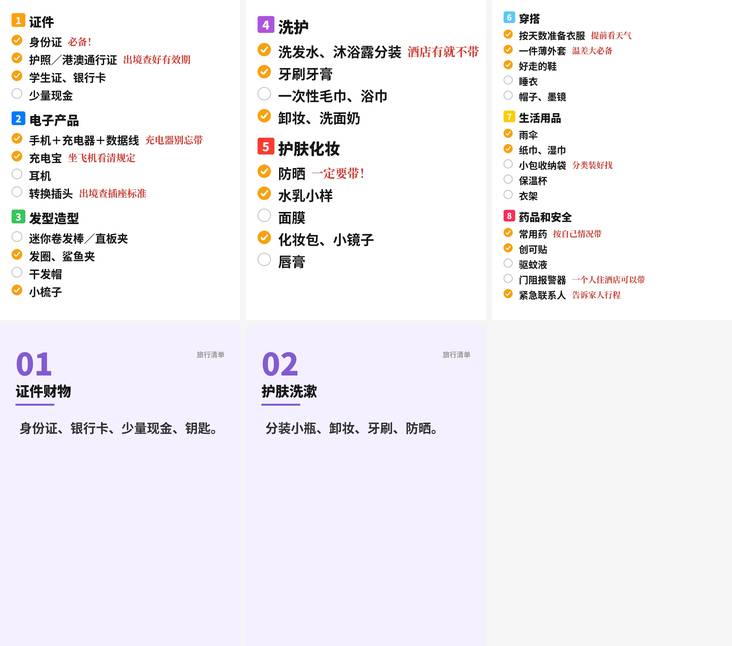 1 证件
身份证 必备！
护照／港澳通行证 出境查好有效期
学生证、银行卡
少量现金
2 电子产品
手机＋充电器＋数据线 充电器别忘带
充电宝 坐飞机看清规定
耳机
转换插头 出境查插座标准
3 发型造型
迷你卷发棒／直板夹
发圈、鲨鱼夹
干发帽
小梳子
4 洗护
洗发水、沐浴露分装 酒店有就不带
牙刷牙膏
一次性毛巾、浴巾
卸妆、洗面奶
5 护肤化妆
防晒 一定要带！
水乳小样
面膜
化妆包、小镜子
唇膏
6 穿搭
按天数准备衣服 提前看天气
一件薄外套 温差大必备
好走的鞋
睡衣
帽子、墨镜
7 生活用品
雨伞
纸巾、湿巾
小包收纳袋 分类装好找
保温杯
衣架
8 药品和安全
常用药 按自己情况带
创可贴
驱蚊液
门阻报警器 一个人住酒店可以带
紧急联系人 告诉家人行程
01
旅行清单
证件财物
身份证、银行卡、少量现金、钥匙。
02
旅行清单
护肤洗漱
分装小瓶、卸妆、牙刷、防晒。